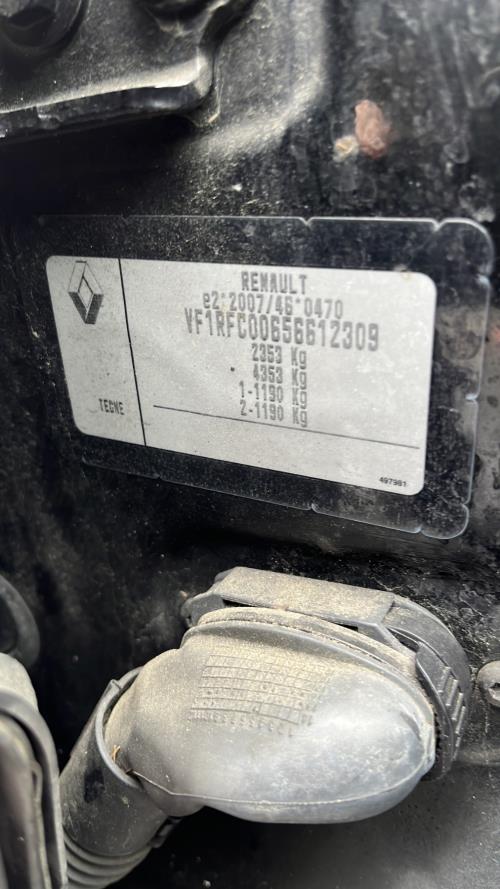 RENAULT
e2*2007/46*0470
VF1RFC00656612309
2353 Kg
4353 Kg
1-1190 Kg
2-1190 Kg
TEGNE
497981